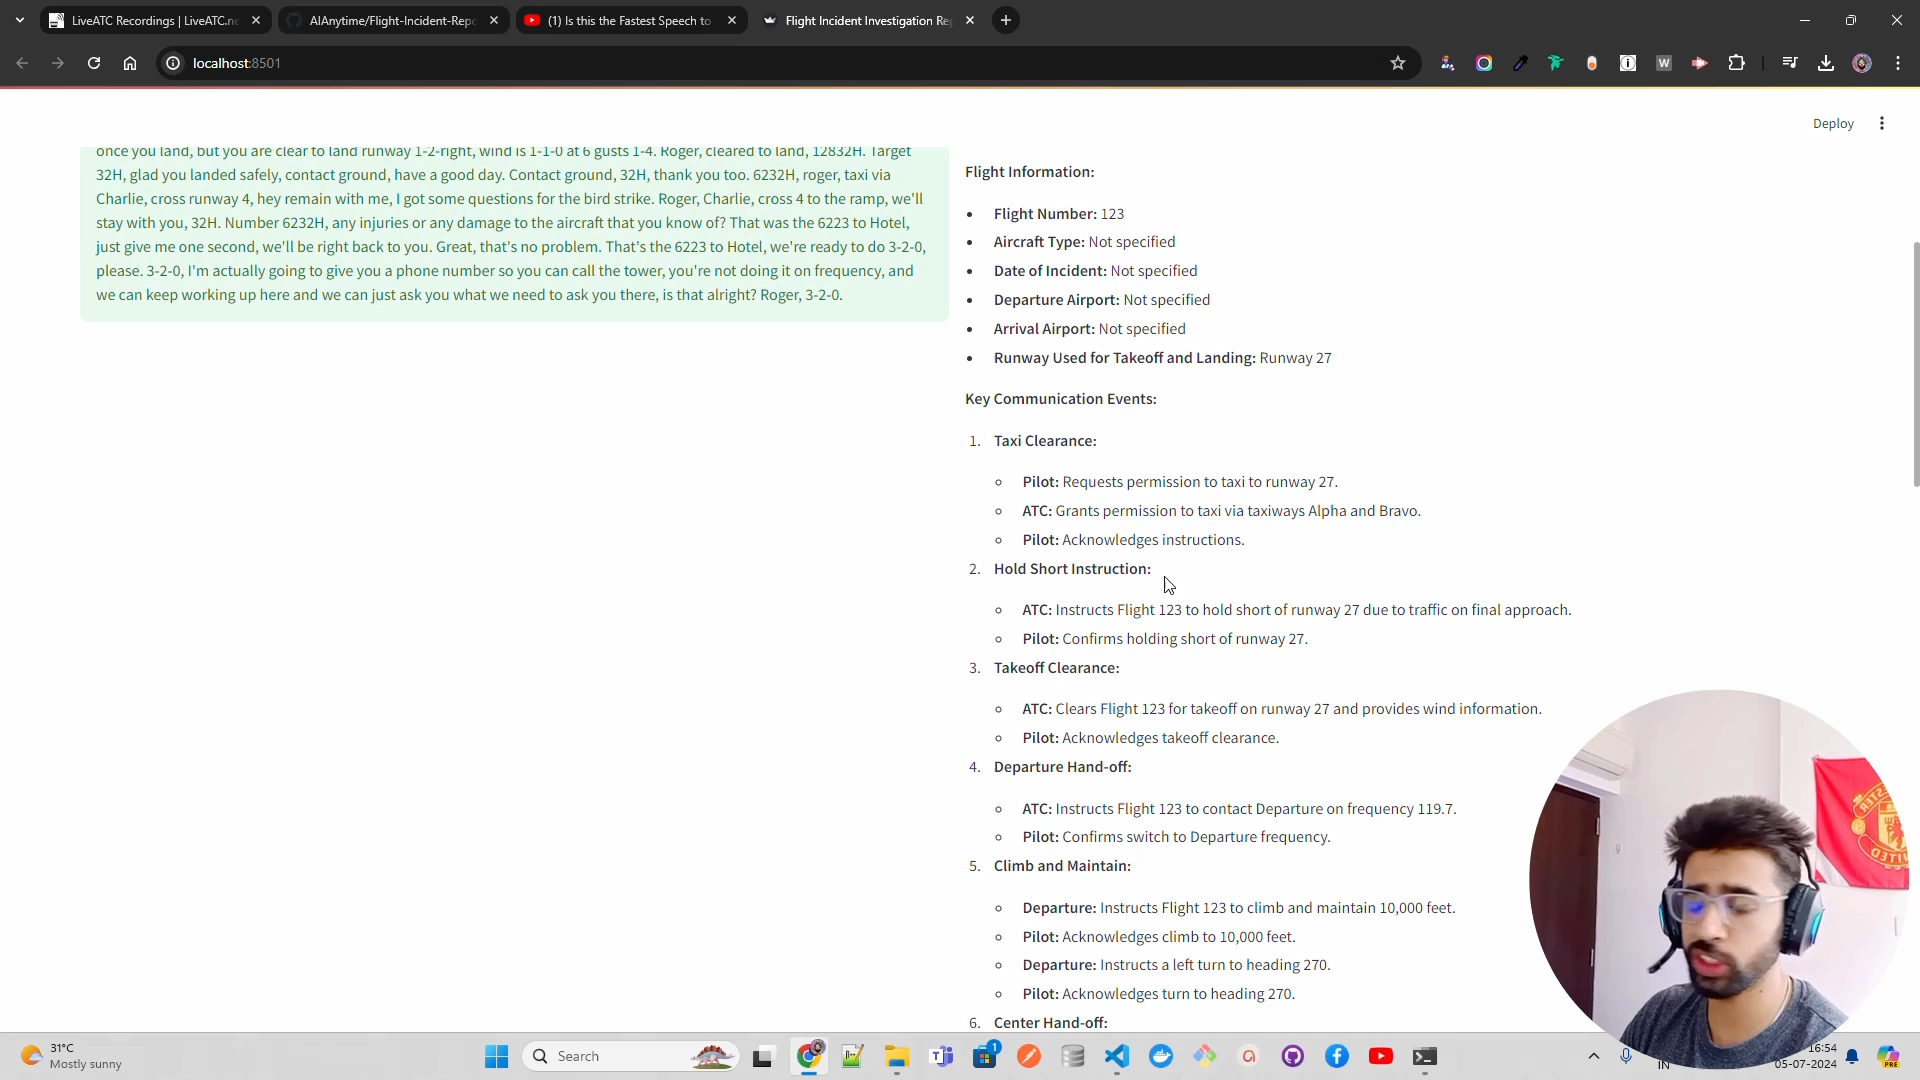 LiveATC Recordings | LiveATC.ne
AIAnytime/Flight-Incident-Repo
(1) Is this the Fastest Speech to
Flight Incident Investigation Re
localhost:8501
Deploy
once you land, but you are clear to land runway 1-2-right, wind is 1-1-0 at 6 gusts 1-4. Roger, cleared to land, 12832H. Target
32H, glad you landed safely, contact ground, have a good day. Contact ground, 32H, thank you too. 6232H, roger, taxi via
Charlie, cross runway 4, hey remain with me, I got some questions for the bird strike. Roger, Charlie, cross 4 to the ramp, we'll
stay with you, 32H. Number 6232H, any injuries or any damage to the aircraft that you know of? That was the 6223 to Hotel,
just give me one second, we'll be right back to you. Great, that's no problem. That's the 6223 to Hotel, we're ready to do 3-2-0,
please. 3-2-0, I'm actually going to give you a phone number so you can call the tower, you're not doing it on frequency, and
we can keep working up here and we can just ask you what we need to ask you there, is that alright? Roger, 3-2-0.
Flight Information:
• Flight Number: 123
• Aircraft Type: Not specified
• Date of Incident: Not specified
• Departure Airport: Not specified
• Arrival Airport: Not specified
• Runway Used for Takeoff and Landing: Runway 27
Key Communication Events:
1. Taxi Clearance:
Pilot: Requests permission to taxi to runway 27.
ATC: Grants permission to taxi via taxiways Alpha and Bravo.
Pilot: Acknowledges instructions.
2. Hold Short Instruction:
ATC: Instructs Flight 123 to hold short of runway 27 due to traffic on final approach.
Pilot: Confirms holding short of runway 27.
3. Takeoff Clearance:
ATC: Clears Flight 123 for takeoff on runway 27 and provides wind information.
Pilot: Acknowledges takeoff clearance.
4. Departure Hand-off:
ATC: Instructs Flight 123 to contact Departure on frequency 119.7.
Pilot: Confirms switch to Departure frequency.
5. Climb and Maintain:
Departure: Instructs Flight 123 to climb and maintain 10,000 feet.
Pilot: Acknowledges climb to 10,000 feet.
Departure: Instructs a left turn to heading 270.
Pilot: Acknowledges turn to heading 270.
6. Center Hand-off:
UNITED
31°C
Mostly sunny
Search
1
IN
16:54
05-07-2024
PRE